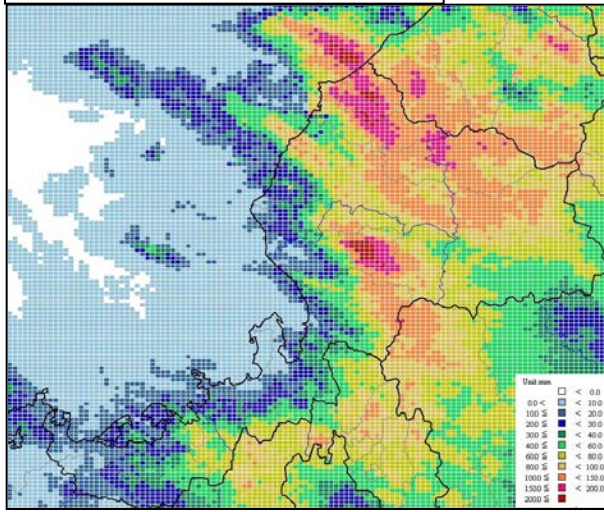 Unit:mm
< 0.0
0.0 < < 10.0
100 ≦ < 20.0
200 ≦ < 30.0
300 ≦ < 40.0
400 ≦ < 60.0
600 ≦ < 80.0
800 ≦ < 100.0
1000 ≦ < 150.0
1500 ≦ < 200.0
2000 ≦